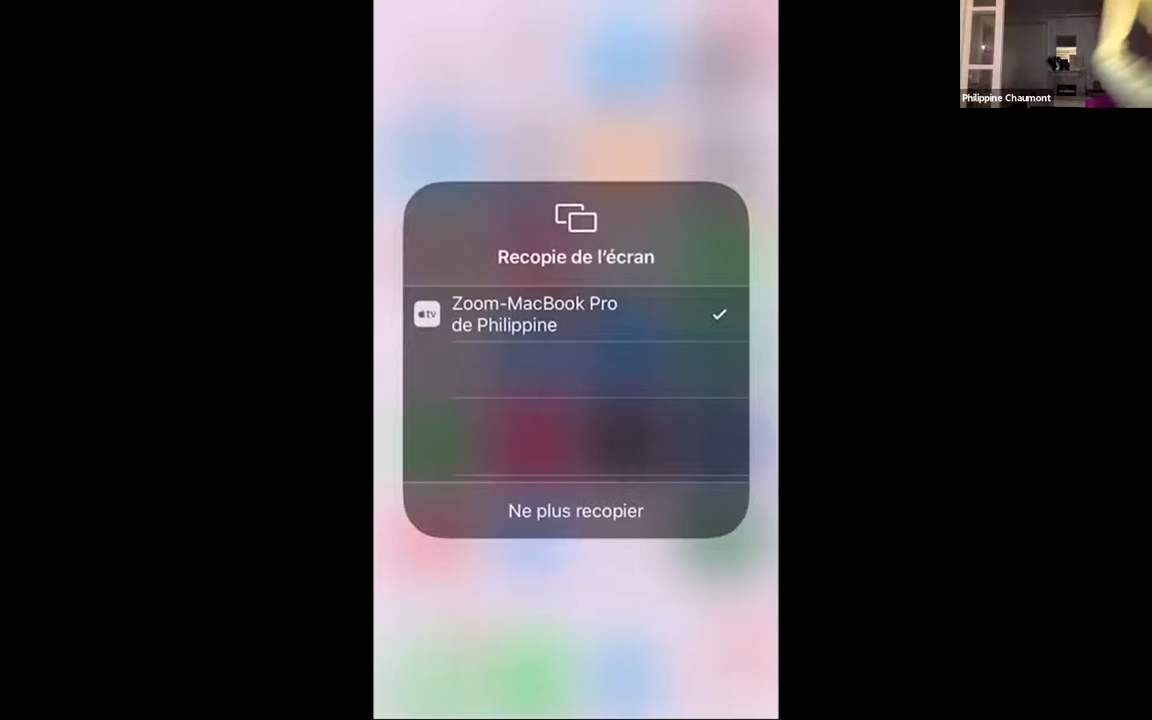 Philippine Chaumont
Recopie de l’écran
tv
Zoom-MacBook Pro
de Philippine
Ne plus recopier